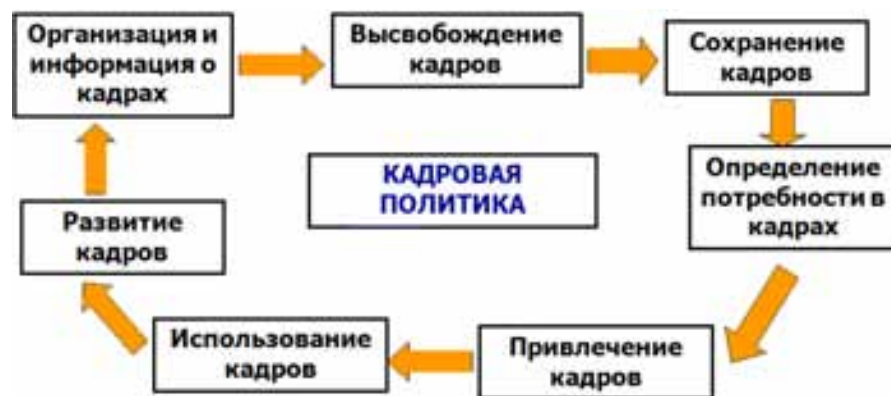 Организация и
информация о
кадрах
Высвобождение
кадров
Сохранение
кадров
Определение
потребности в
кадрах
КАДРОВАЯ
ПОЛИТИКА
Развитие
кадров
Использование
кадров
Привлечение
кадров